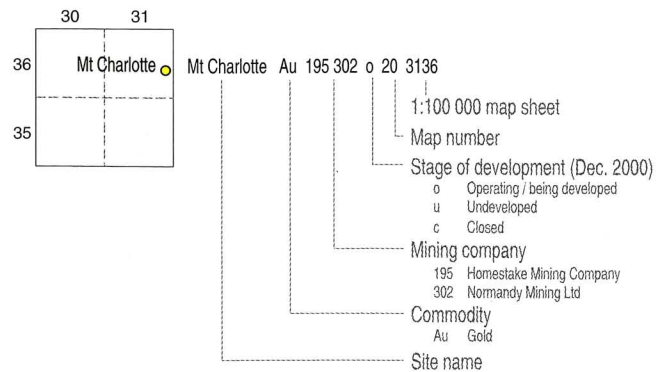 30 31
36 Mt Charlotte Mt Charlotte Au 195 302 o 20 3136
1:100 000 map sheet
35
Map number
Stage of development (Dec. 2000)
o Operating / being developed
u Undeveloped
c Closed
Mining company
195 Homestake Mining Company
302 Normandy Mining Ltd
Commodity
Au Gold
Site name